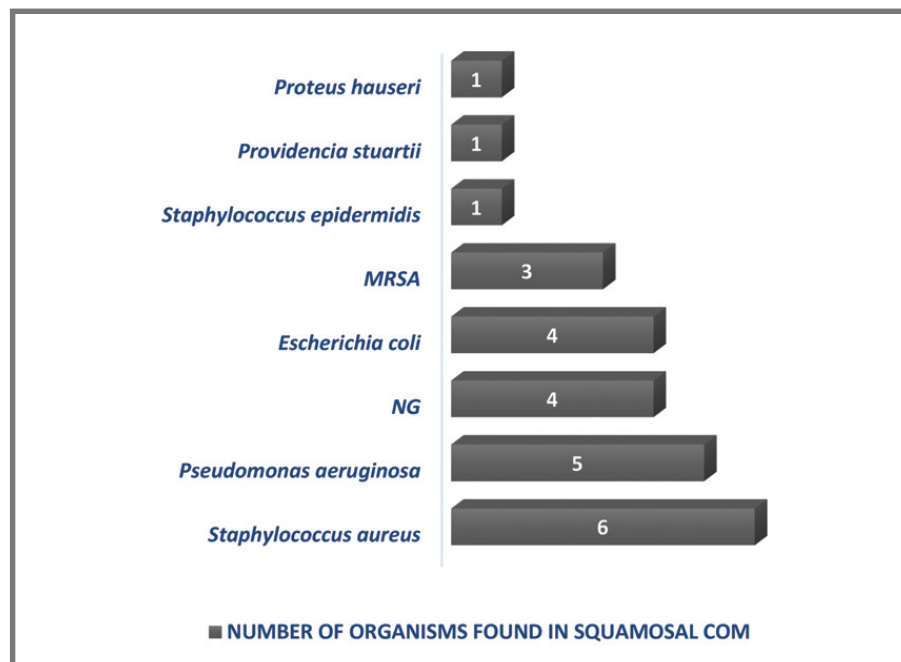 Proteus hauseri 1
Providencia stuartii 1
Staphylococcus epidermidis 1
MRSA 3
Escherichia coli 4
NG 4
Pseudomonas aeruginosa 5
Staphylococcus aureus 6
NUMBER OF ORGANISMS FOUND IN SQUAMOSAL COM